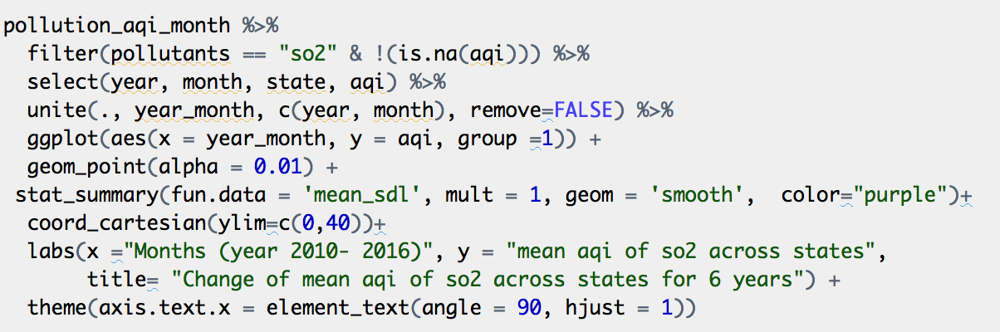 pollution_aqi_month %>%
  filter(pollutants == "so2" & !(is.na(aqi))) %>%
  select(year, month, state, aqi) %>%
  unite(., year_month, c(year, month), remove=FALSE) %>%
  ggplot(aes(x = year_month, y = aqi, group =1)) +
  geom_point(alpha = 0.01) +
 stat_summary(fun.data = 'mean_sdl', mult = 1, geom = 'smooth',  color="purple")+
  coord_cartesian(ylim=c(0,40))+
  labs(x ="Months (year 2010- 2016)", y = "mean aqi of so2 across states",
       title= "Change of mean aqi of so2 across states for 6 years") +
  theme(axis.text.x = element_text(angle = 90, hjust = 1))